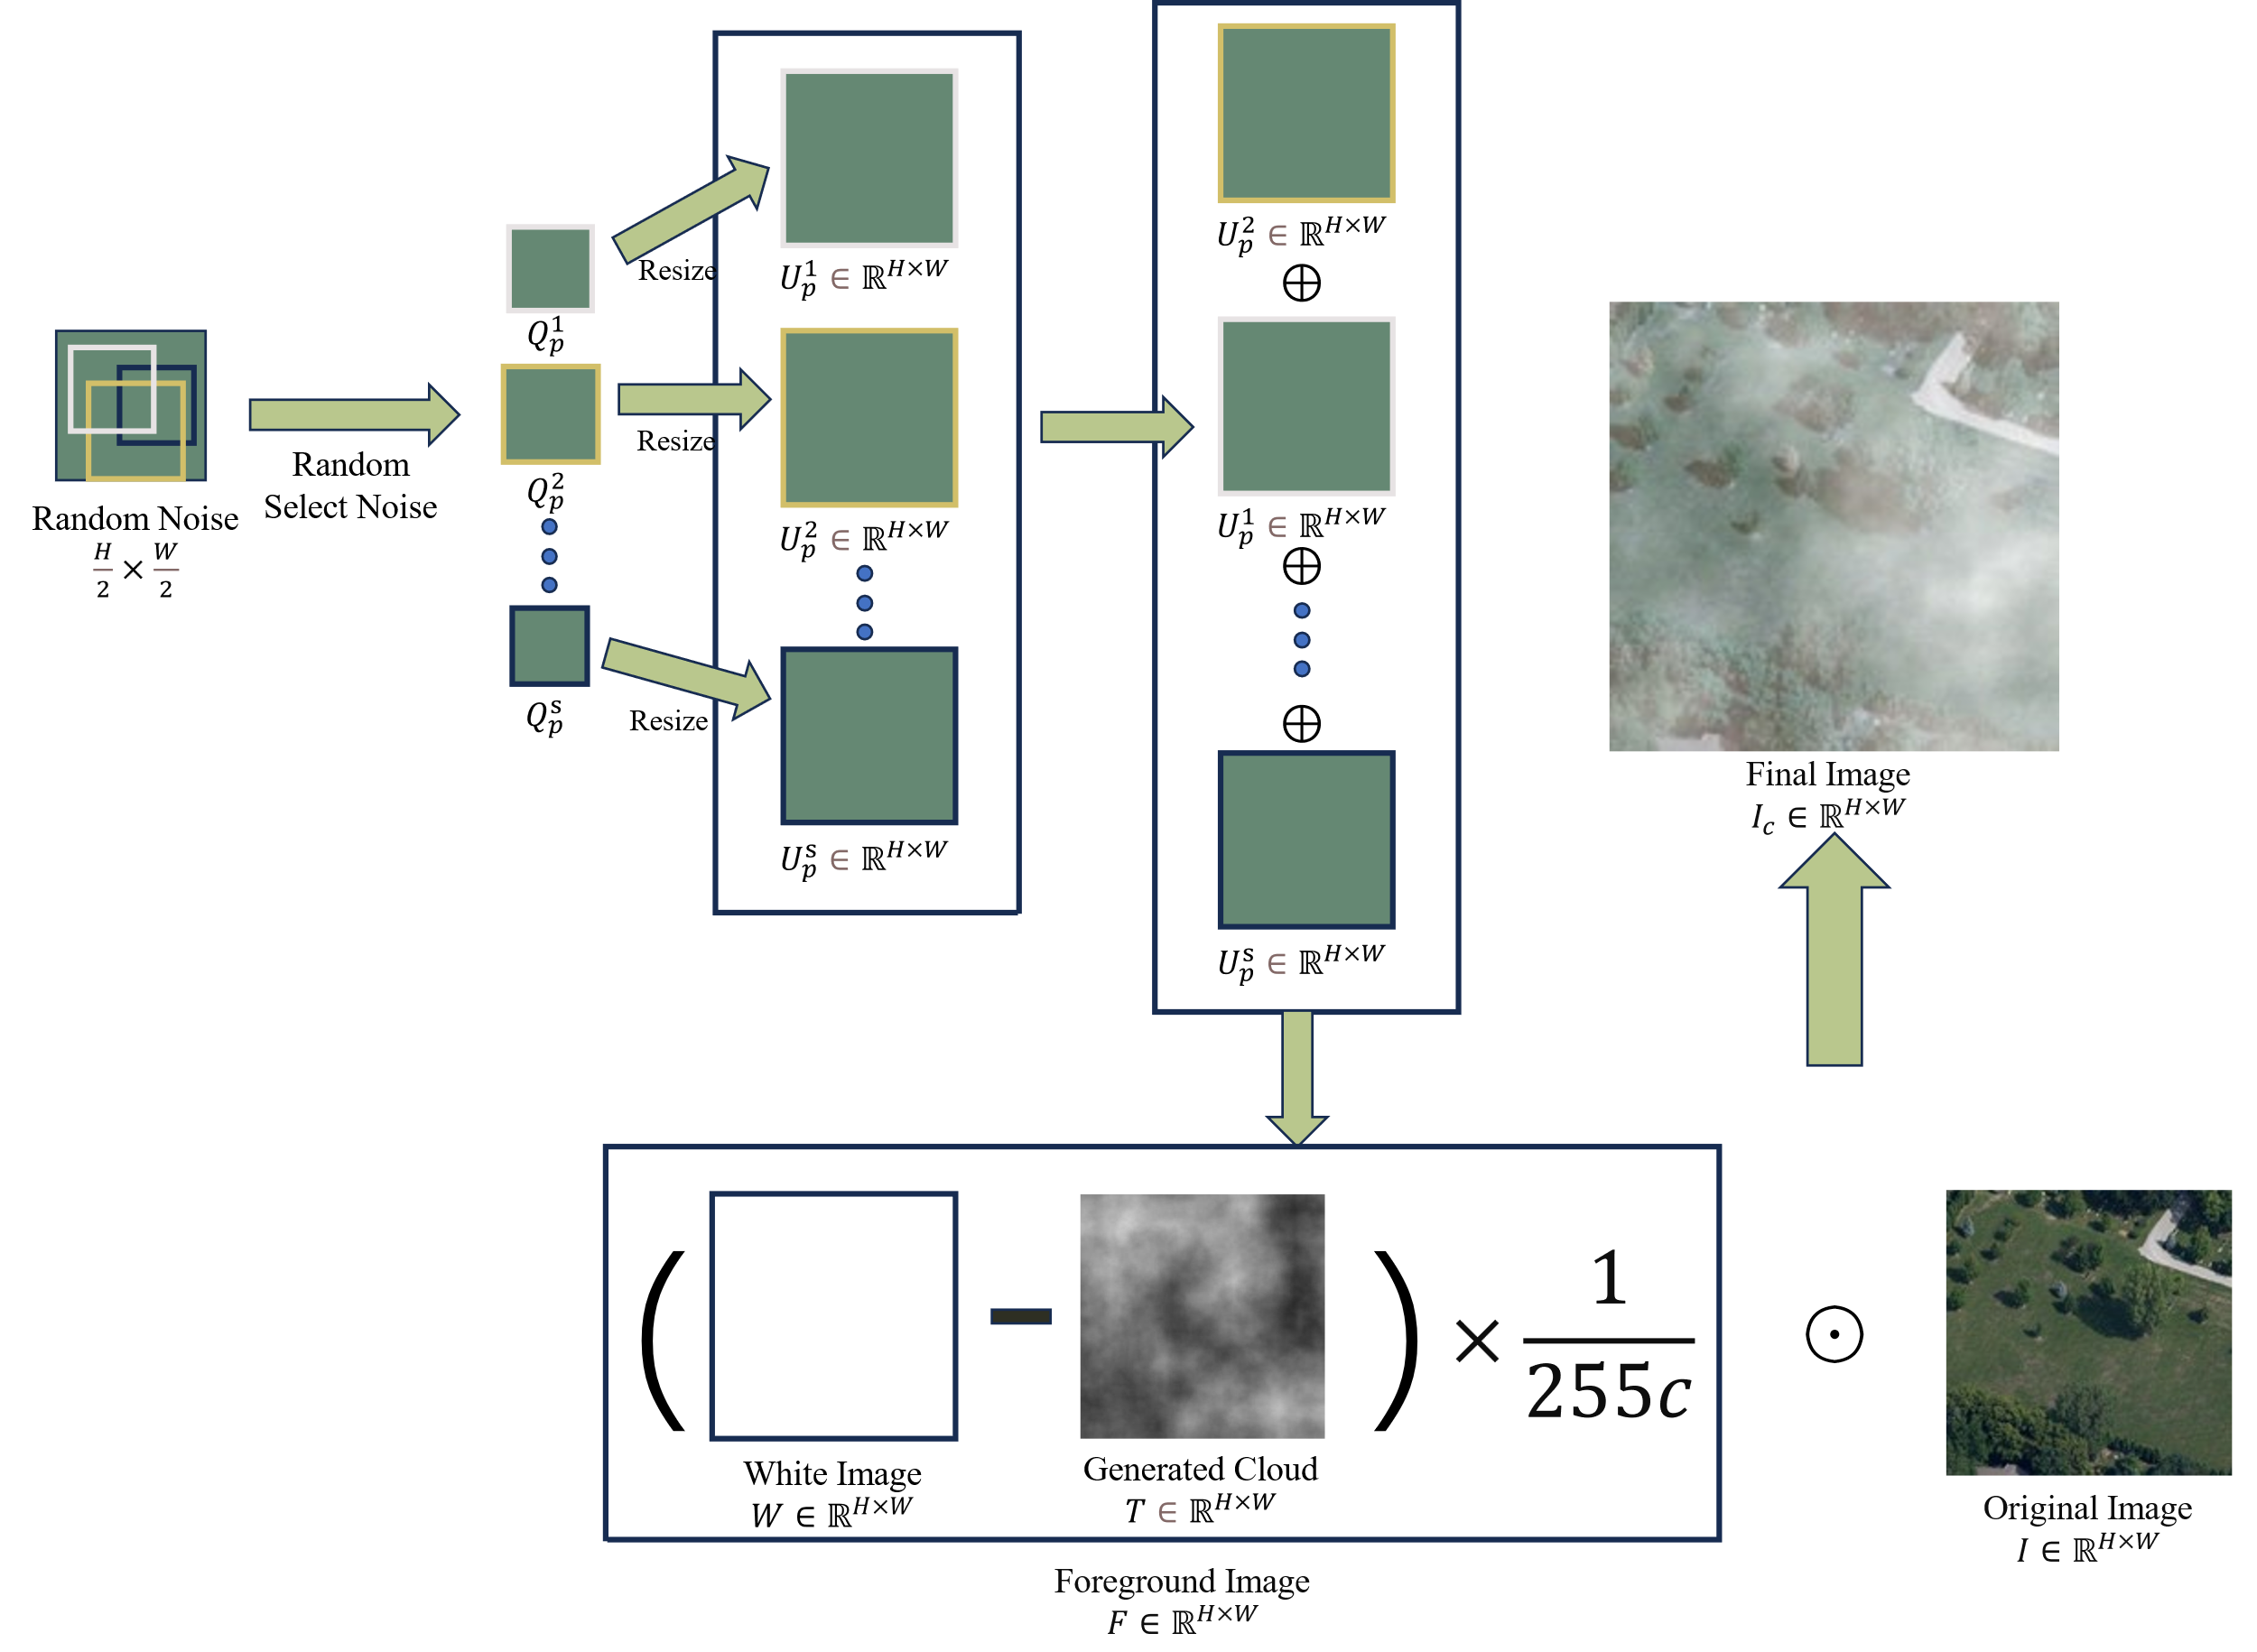 Random Noise
H/2 × W/2
Random
Select Noise
Q_p^1
Q_p^2
Q_p^s
Resize
Resize
Resize
U_p^1 ∈ ℝ^{H×W}
U_p^2 ∈ ℝ^{H×W}
U_p^s ∈ ℝ^{H×W}
U_p^2 ∈ ℝ^{H×W}
⊕
U_p^1 ∈ ℝ^{H×W}
⊕
⊕
U_p^s ∈ ℝ^{H×W}
Final Image
I_c ∈ ℝ^{H×W}
( − ) × 1/255c ⊙
White Image
W ∈ ℝ^{H×W}
Generated Cloud
T ∈ ℝ^{H×W}
Original Image
I ∈ ℝ^{H×W}
Foreground Image
F ∈ ℝ^{H×W}